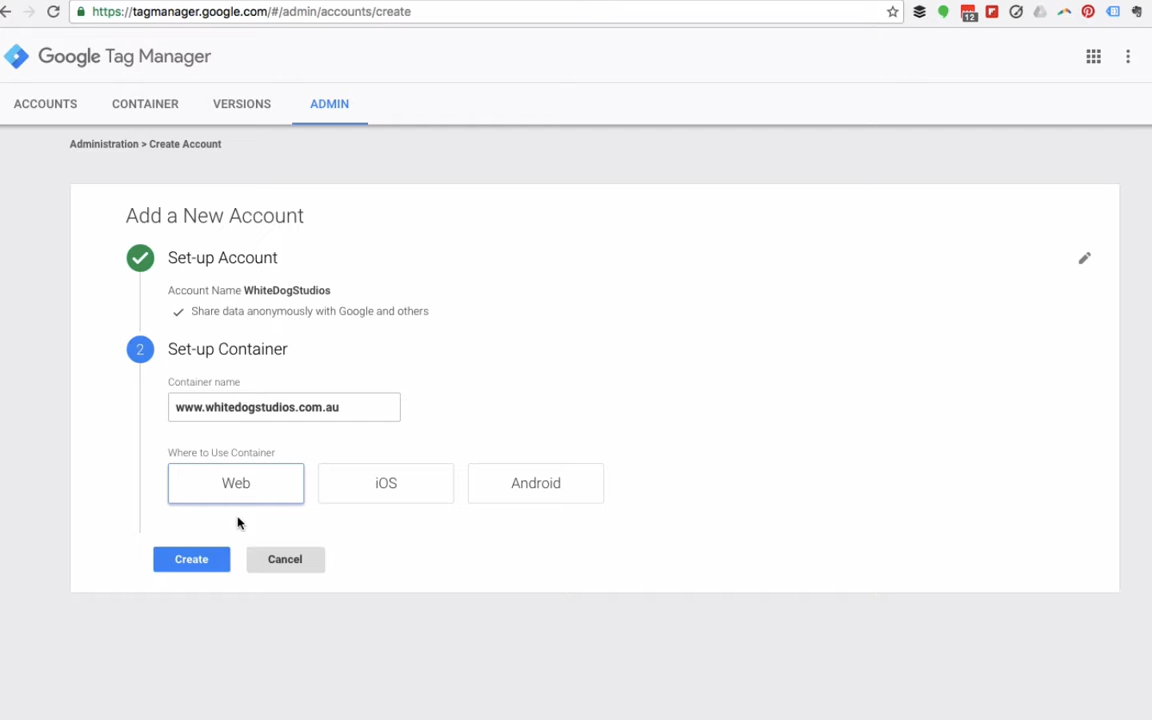 https://tagmanager.google.com/#/admin/accounts/create
12
Google Tag Manager
ACCOUNTS CONTAINER VERSIONS ADMIN
Administration > Create Account
Add a New Account
Set-up Account
Account Name WhiteDogStudios
Share data anonymously with Google and others
2 Set-up Container
Container name
www.whitedogstudios.com.au
Where to Use Container
Web iOS Android
Create Cancel